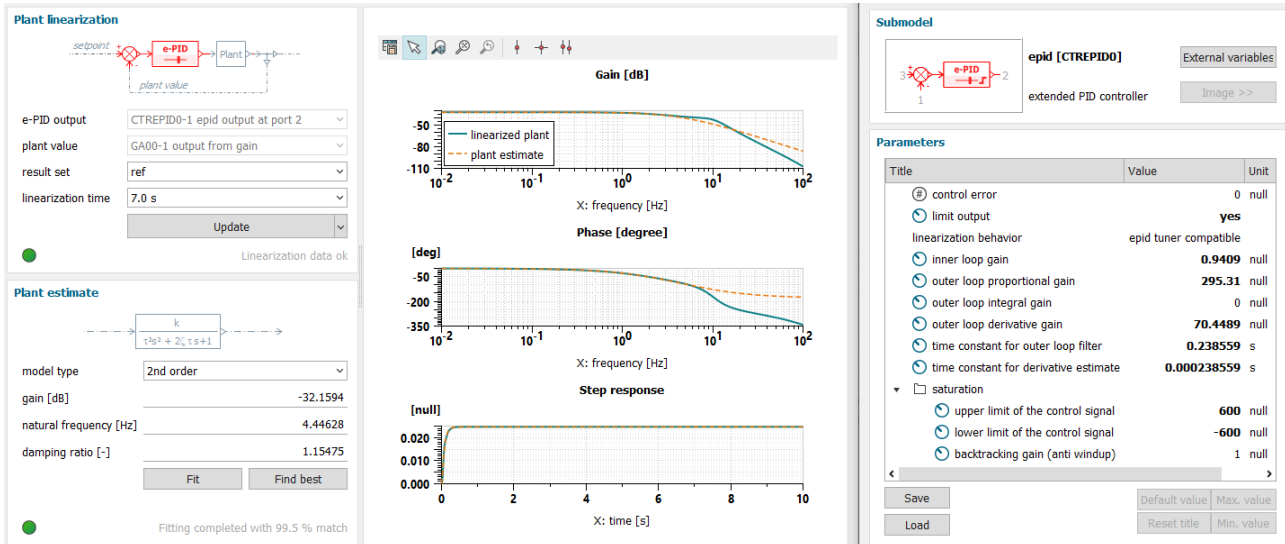 Plant linearization
setpoint
e-PID
Plant
plant value
e-PID output CTREPID0-1 epid output at port 2
plant value GA00-1 output from gain
result set ref
linearization time 7.0 s
Update
Linearization data ok
Plant estimate
k
τ²s² + 2ζ τ s+1
model type 2nd order
gain [dB] -32.1594
natural frequency [Hz] 4.44628
damping ratio [-] 1.15475
Fit Find best
Fitting completed with 99.5 % match
Gain [dB]
-50
-80
-110
linearized plant
plant estimate
10-2 10-1 100 101 102
X: frequency [Hz]
Phase [degree]
[deg]
-50
-200
-350
10-2 10-1 100 101 102
X: frequency [Hz]
Step response
[null]
0.020
0.010
0.000
0 2 4 6 8 10
X: time [s]
Submodel
3 e-PID 2
1
epid [CTREPID0] External variables
extended PID controller Image >>
Parameters
Title Value Unit
# control error 0 null
limit output yes
linearization behavior epid tuner compatible
inner loop gain 0.9409 null
outer loop proportional gain 295.31 null
outer loop integral gain 0 null
outer loop derivative gain 70.4489 null
time constant for outer loop filter 0.238559 s
time constant for derivative estimate 0.000238559 s
saturation
upper limit of the control signal 600 null
lower limit of the control signal -600 null
backtracking gain (anti windup) 1 null
Save Default value Max. value
Load Reset title Min. value